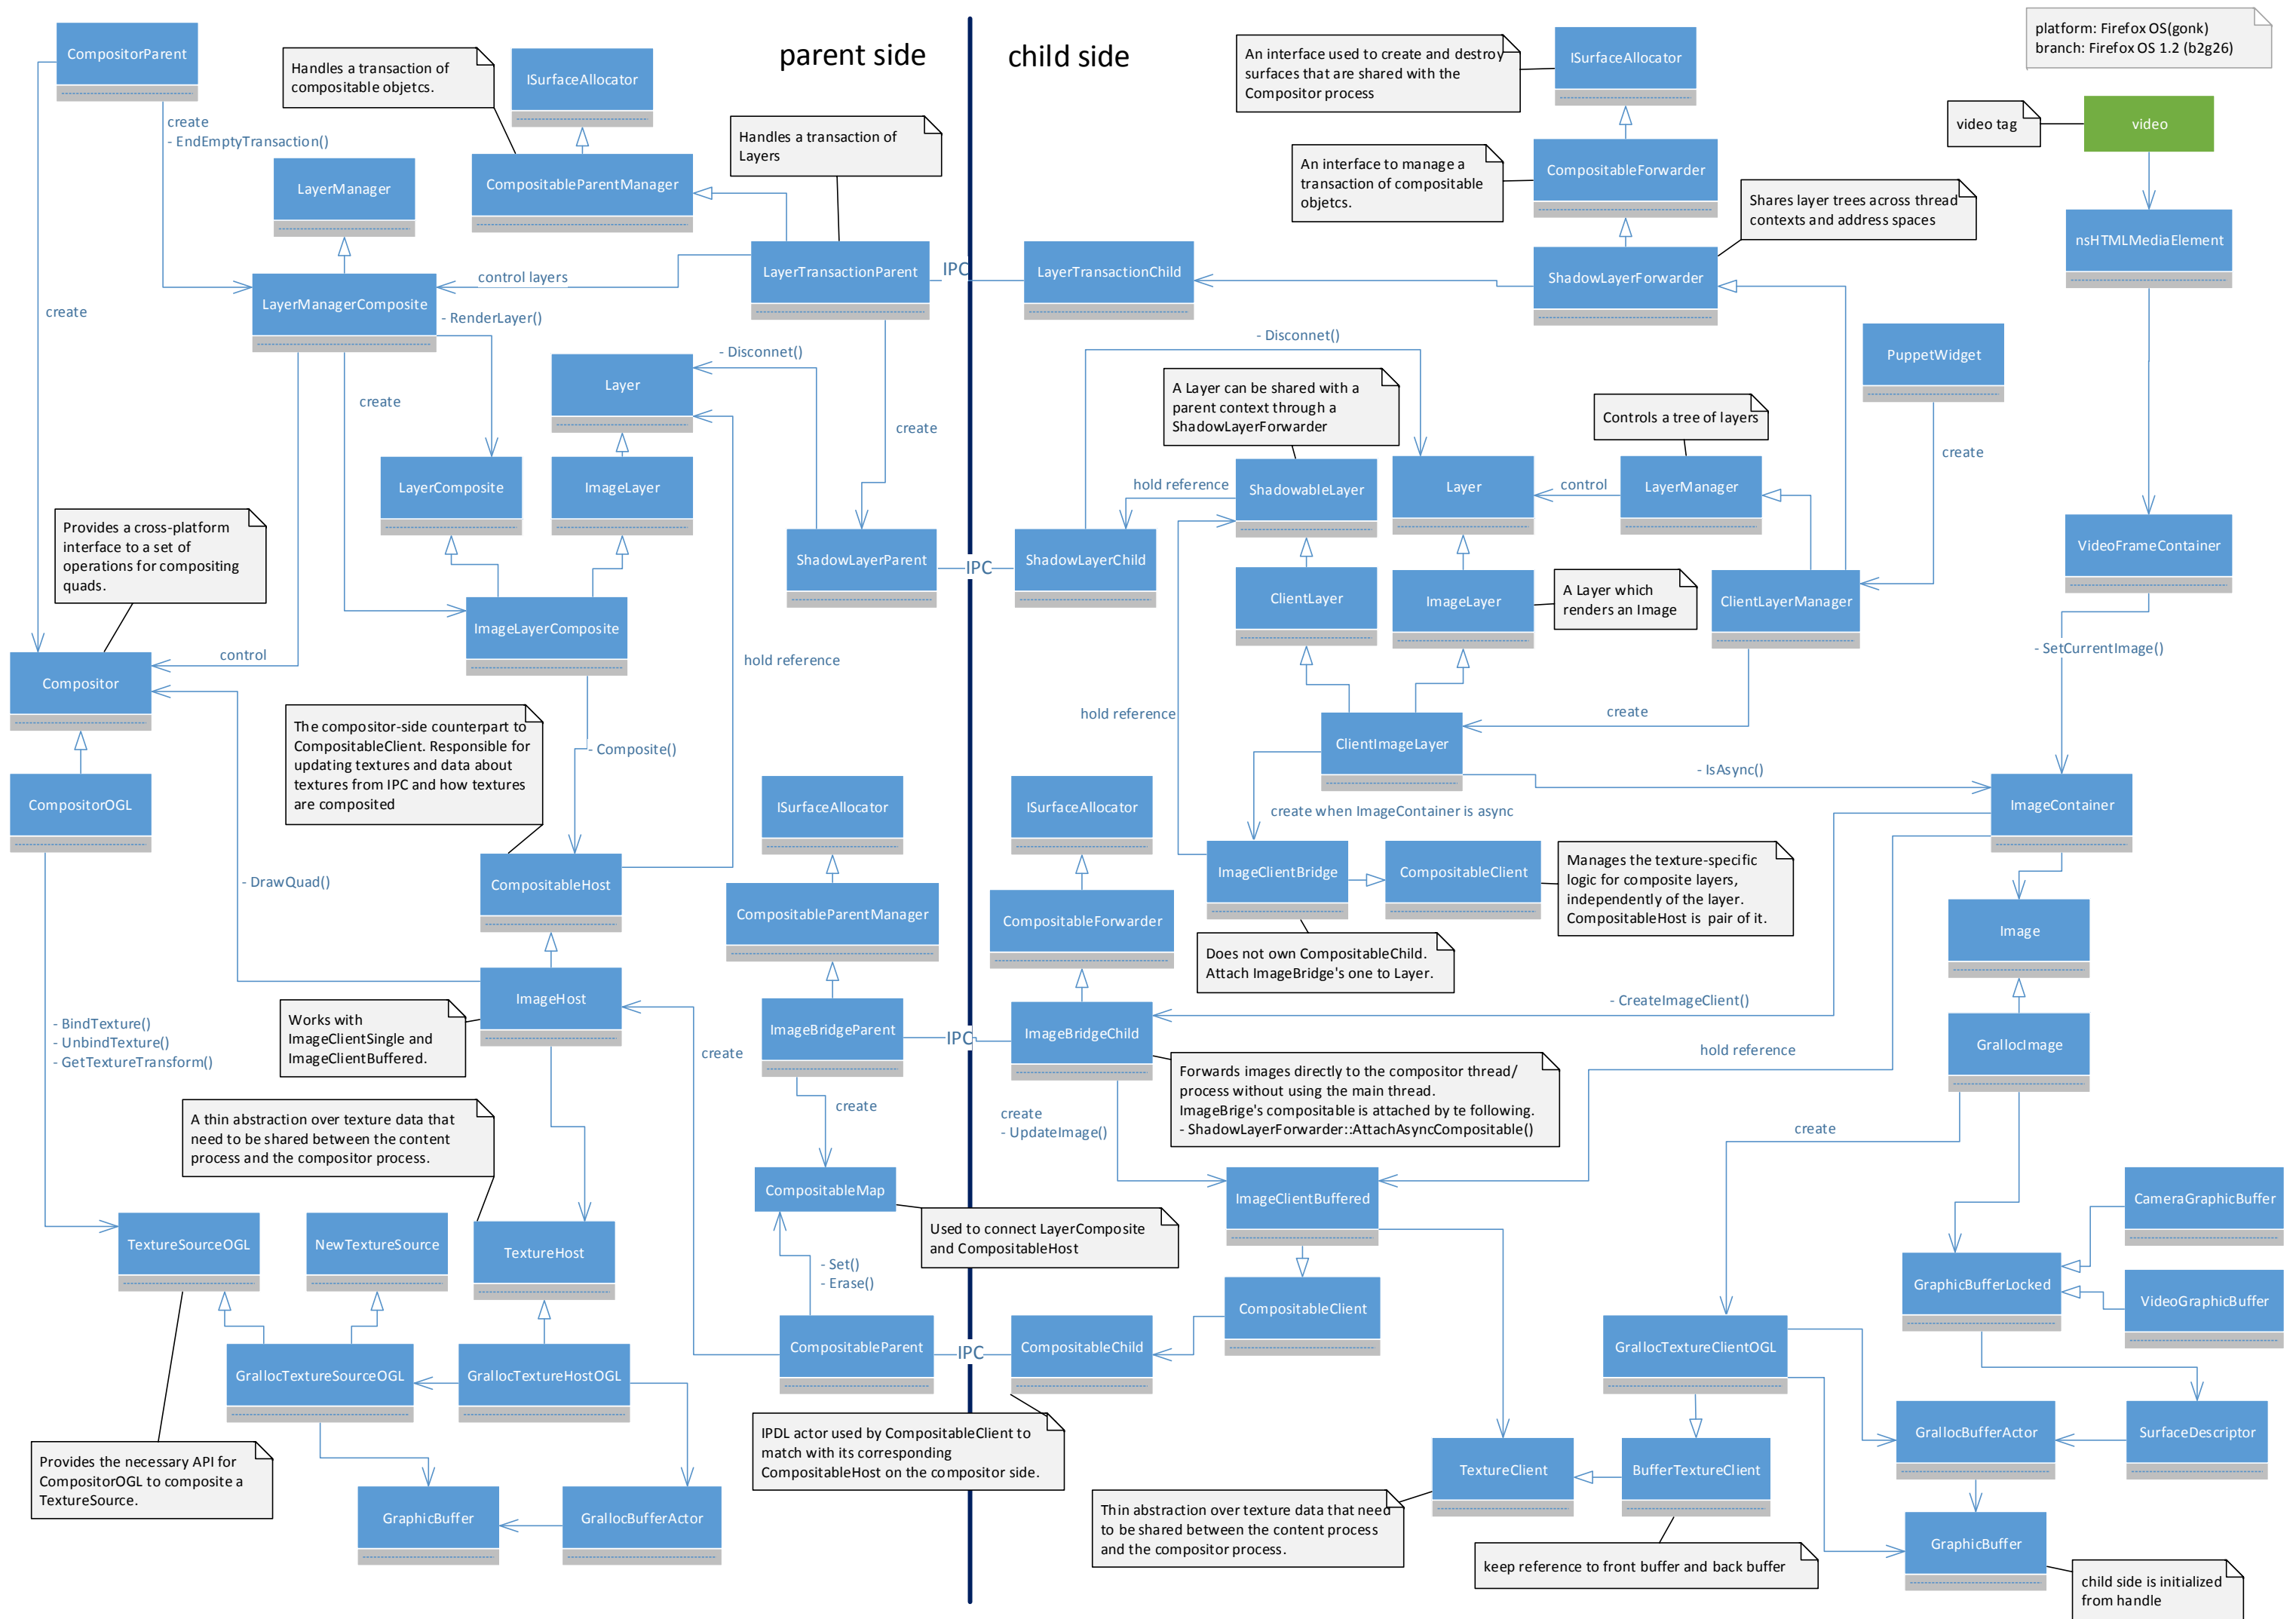 parent side
child side
platform: Firefox OS(gonk)
branch: Firefox OS 1.2 (b2g26)
CompositorParent
create
- EndEmptyTransaction()
create
Handles a transaction of
compositable objetcs.
ISurfaceAllocator
CompositableParentManager
Handles a transaction of
Layers
LayerManager
LayerManagerComposite
control layers
- RenderLayer()
LayerTransactionParent
IPC
create
Layer
- Disconnet()
create
LayerComposite
ImageLayer
ShadowLayerParent
IPC
Provides a cross-platform
interface to a set of
operations for compositing
quads.
ImageLayerComposite
control
Compositor
hold reference
CompositorOGL
The compositor-side counterpart to
CompositableClient. Responsible for
updating textures and data about
textures from IPC and how textures
are composited
- Composite()
- DrawQuad()
CompositableHost
ISurfaceAllocator
CompositableParentManager
ImageHost
Works with
ImageClientSingle and
ImageClientBuffered.
ImageBridgeParent
IPC
create
create
- BindTexture()
- UnbindTexture()
- GetTextureTransform()
A thin abstraction over texture data that
need to be shared between the content
process and the compositor process.
CompositableMap
Used to connect LayerComposite
and CompositableHost
- Set()
- Erase()
TextureSourceOGL
NewTextureSource
TextureHost
GrallocTextureSourceOGL
GrallocTextureHostOGL
CompositableParent
IPC
Provides the necessary API for
CompositorOGL to composite a
TextureSource.
GraphicBuffer
GrallocBufferActor
An interface used to create and destroy
surfaces that are shared with the
Compositor process
ISurfaceAllocator
video tag
video
An interface to manage a
transaction of compositable
objetcs.
CompositableForwarder
Shares layer trees across thread
contexts and address spaces
nsHTMLMediaElement
LayerTransactionChild
ShadowLayerForwarder
- Disconnet()
PuppetWidget
A Layer can be shared with a
parent context through a
ShadowLayerForwarder
Controls a tree of layers
create
hold reference
ShadowableLayer
Layer
control
LayerManager
VideoFrameContainer
ShadowLayerChild
ClientLayer
ImageLayer
A Layer which
renders an Image
ClientLayerManager
- SetCurrentImage()
hold reference
create
ClientImageLayer
- IsAsync()
create when ImageContainer is async
ImageContainer
ISurfaceAllocator
ImageClientBridge
CompositableClient
Manages the texture-specific
logic for composite layers,
independently of the layer.
CompositableHost is  pair of it.
CompositableForwarder
Does not own CompositableChild.
Attach ImageBridge's one to Layer.
Image
- CreateImageClient()
ImageBridgeChild
hold reference
GrallocImage
Forwards images directly to the compositor thread/
process without using the main thread.
ImageBrige's compositable is attached by te following.
- ShadowLayerForwarder::AttachAsyncCompositable()
create
- UpdateImage()
create
ImageClientBuffered
CameraGraphicBuffer
GraphicBufferLocked
VideoGraphicBuffer
CompositableClient
CompositableChild
GrallocTextureClientOGL
IPDL actor used by CompositableClient to
match with its corresponding
CompositableHost on the compositor side.
GrallocBufferActor
SurfaceDescriptor
TextureClient
BufferTextureClient
Thin abstraction over texture data that need
to be shared between the content process
and the compositor process.
keep reference to front buffer and back buffer
GraphicBuffer
child side is initialized
from handle